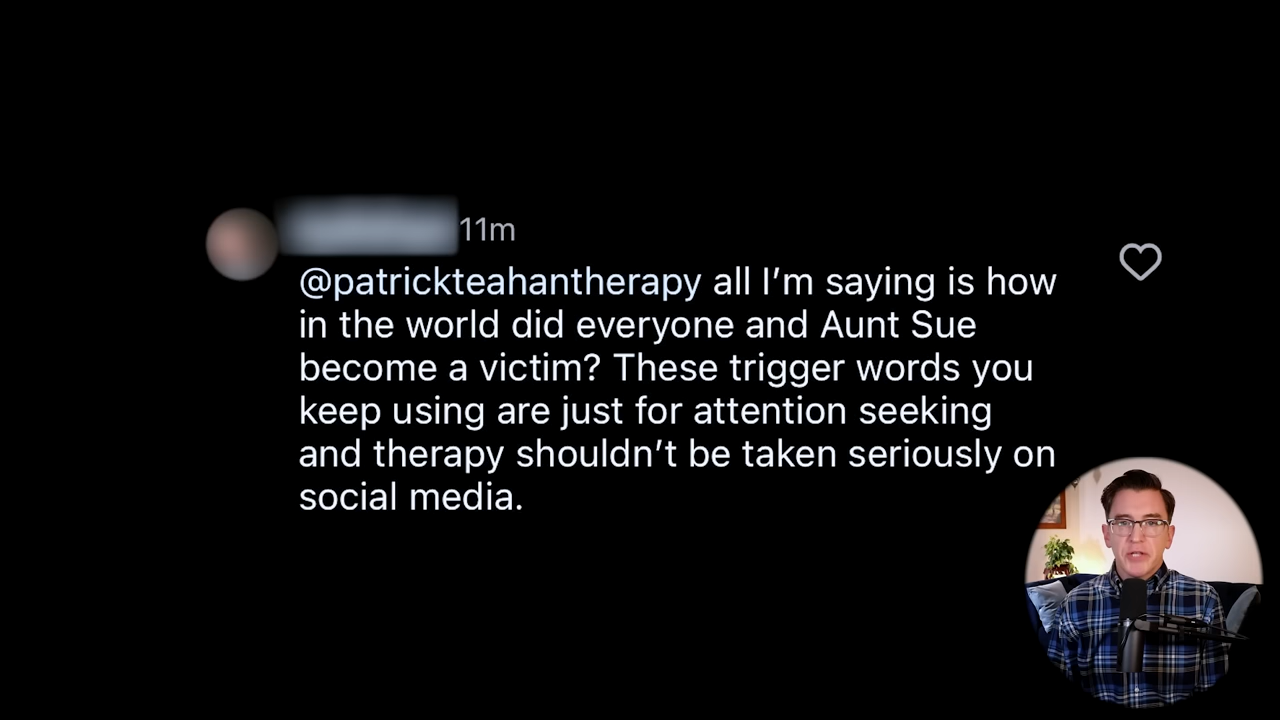 11m
@patrickteahantherapy all I’m saying is how
in the world did everyone and Aunt Sue
become a victim? These trigger words you
keep using are just for attention seeking
and therapy shouldn’t be taken seriously on
social media.